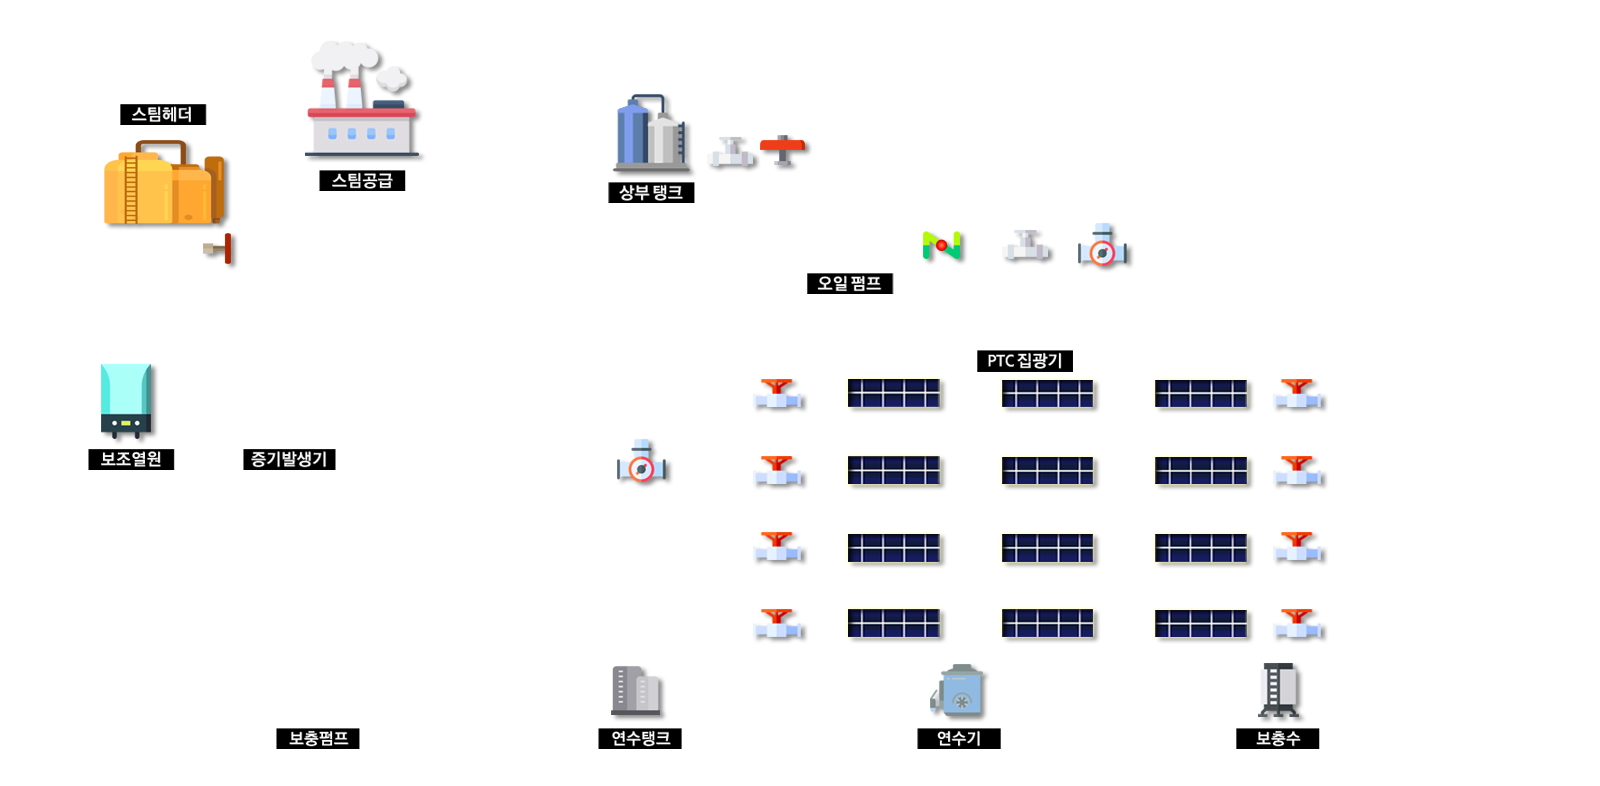 스팀헤더
스팀공급
상부 탱크
오일 펌프
PTC 집광기
보조열원
증기발생기
보충펌프
연수탱크
연수기
보충수